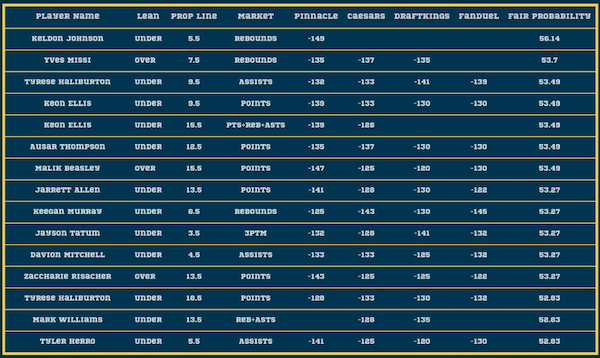 Player Name Lean Prop Line Market Pinnacle Caesars DraftKings FanDuel Fair Probability
Keldon Johnson Under 5.5 Rebounds -149 56.14
Yves Missi Over 7.5 Rebounds -135 -137 -135 53.7
Tyrese Haliburton Under 9.5 Assists -132 -133 -141 -139 53.49
Keon Ellis Under 9.5 Points -139 -133 -130 -130 53.49
Keon Ellis Under 15.5 Pts+Reb+Asts -139 -128 53.49
Ausar Thompson Under 12.5 Points -135 -137 -130 -130 53.49
Malik Beasley Over 15.5 Points -147 -125 -120 -130 53.49
Jarrett Allen Under 13.5 Points -141 -128 -130 -122 53.27
Keegan Murray Under 6.5 Rebounds -125 -143 -130 -145 53.27
Jayson Tatum Under 3.5 3PTM -132 -128 -141 -132 53.27
Davion Mitchell Under 4.5 Assists -133 -133 -125 -132 53.27
Zaccharie Risacher Over 13.5 Points -143 -125 -125 -122 53.27
Tyrese Haliburton Under 18.5 Points -128 -133 -130 -132 52.83
Mark Williams Under 13.5 Reb+Asts -128 -135 52.83
Tyler Herro Under 5.5 Assists -141 -125 -120 -130 52.83